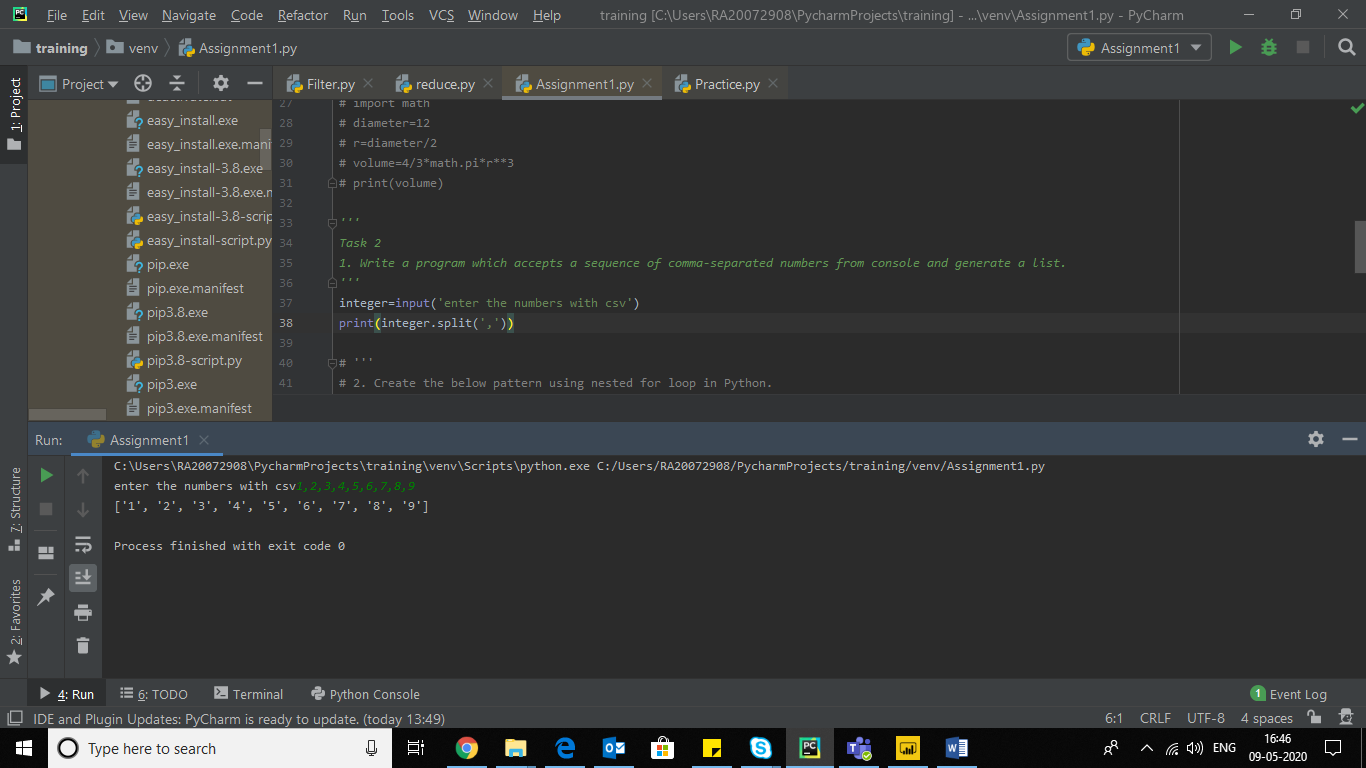 File Edit View Navigate Code Refactor Run Tools VCS Window Help training [C:\Users\RA20072908\PycharmProjects\training] - ...\venv\Assignment1.py - PyCharm
training venv Assignment1.py Assignment1
1: Project
Project
Filter.py reduce.py Assignment1.py Practice.py
easy_install.exe
easy_install.exe.mani
easy_install-3.8.exe
easy_install-3.8.exe.m
easy_install-3.8-scrip
easy_install-script.py
pip.exe
pip.exe.manifest
pip3.8.exe
pip3.8.exe.manifest
pip3.8-script.py
pip3.exe
pip3.exe.manifest
27 # import math
28 # diameter=12
29 # r=diameter/2
30 # volume=4/3*math.pi*r**3
31 # print(volume)
32
33 '''
34 Task 2
35 1. Write a program which accepts a sequence of comma-separated numbers from console and generate a list.
36 '''
37 integer=input('enter the numbers with csv')
38 print(integer.split(','))
39
40 # '''
41 # 2. Create the below pattern using nested for loop in Python.
Run: Assignment1
C:\Users\RA20072908\PycharmProjects\training\venv\Scripts\python.exe C:/Users/RA20072908/PycharmProjects/training/venv/Assignment1.py
enter the numbers with csv1,2,3,4,5,6,7,8,9
['1', '2', '3', '4', '5', '6', '7', '8', '9']
Process finished with exit code 0
7: Structure
2: Favorites
4: Run 6: TODO Terminal Python Console 1 Event Log
IDE and Plugin Updates: PyCharm is ready to update. (today 13:49) 6:1 CRLF UTF-8 4 spaces
Type here to search ENG 16:46
09-05-2020